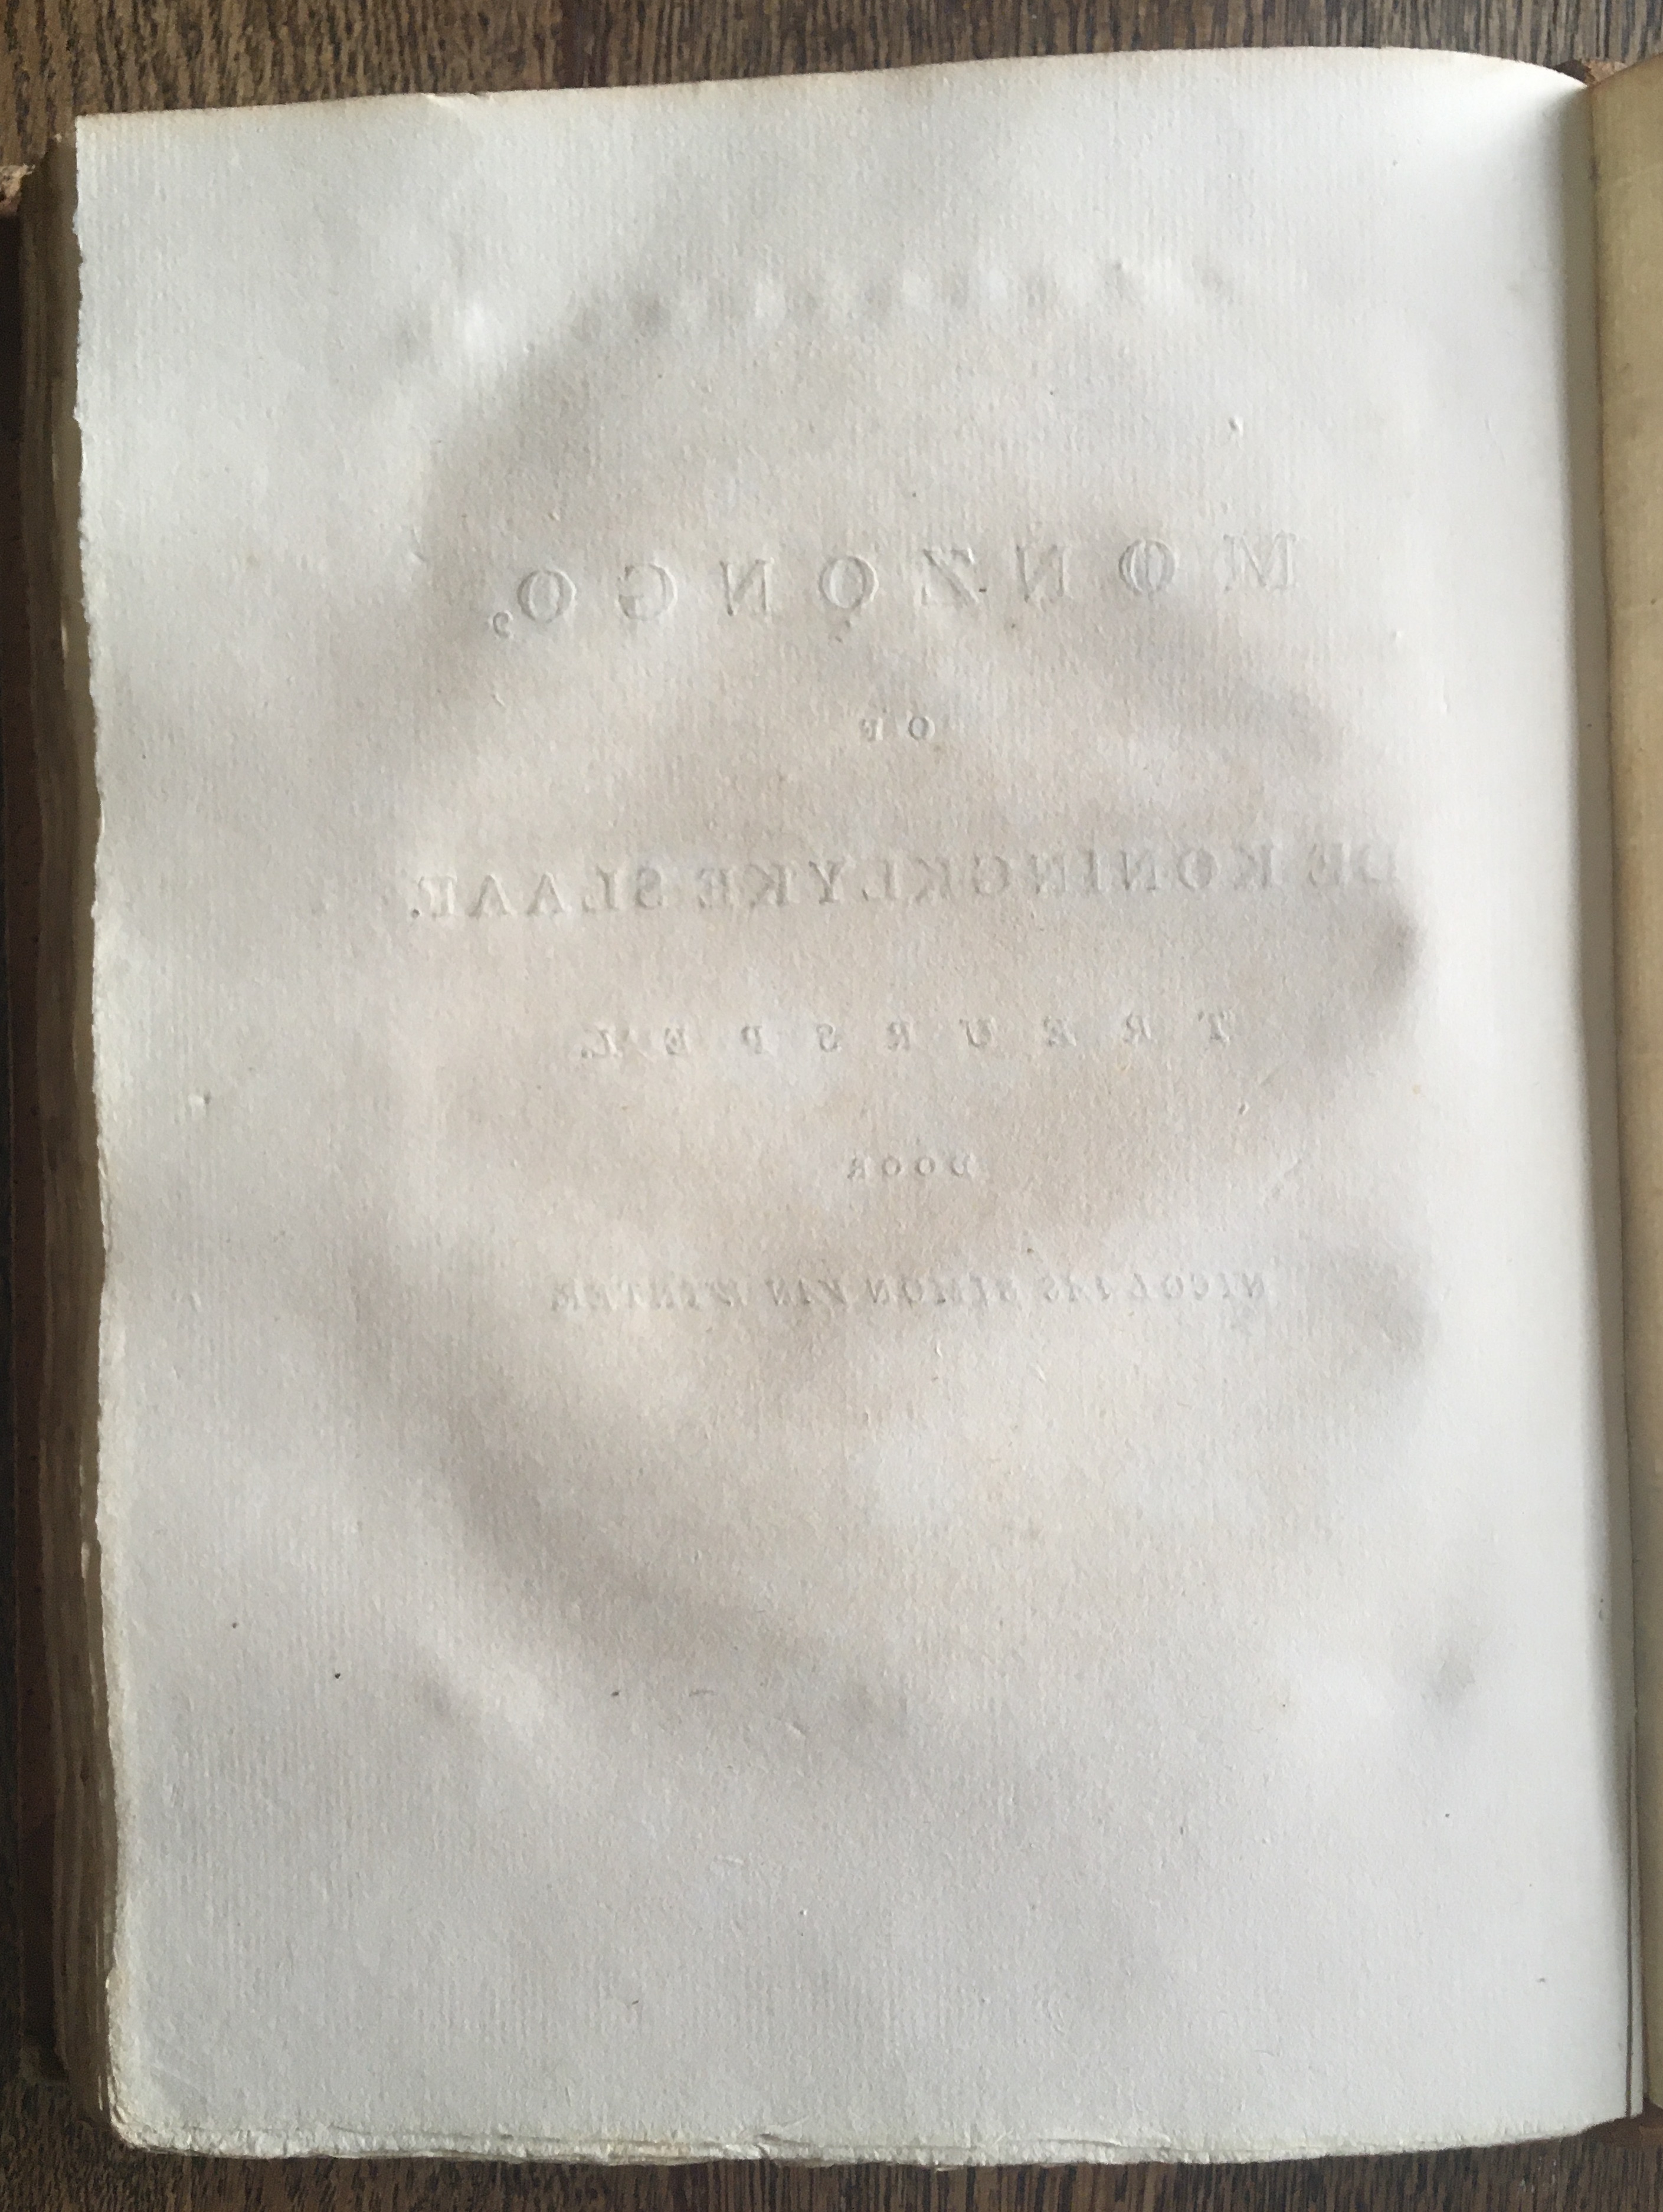 MONZONGO,
OF
DE KONINGKLYKE SLAAF.
TREURSPEL
DOOR
NICOLAAS SIMON VAN WINTER